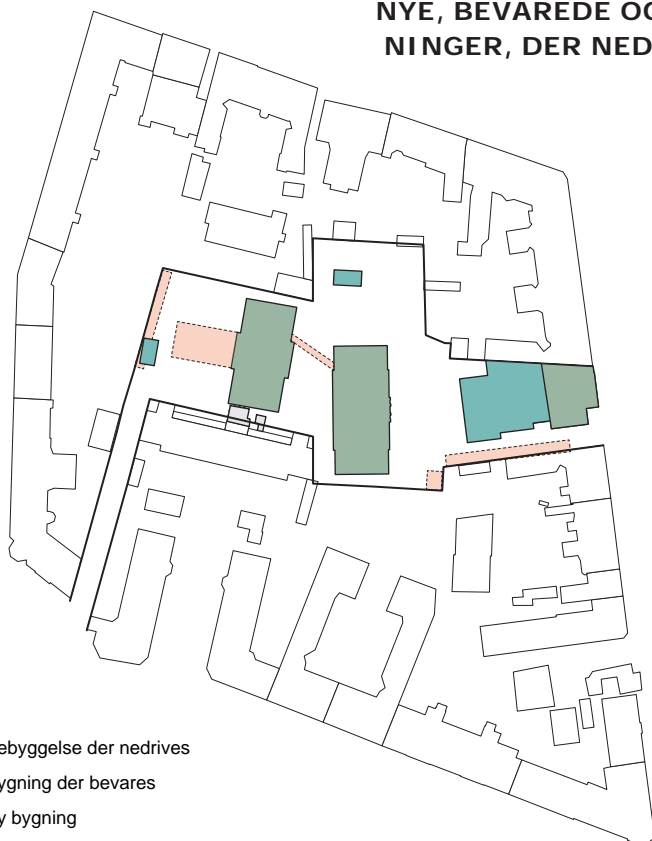 NYE, BEVAREDE OG
NINGER, DER NED
ebyggelse der nedrives
ygning der bevares
y bygning